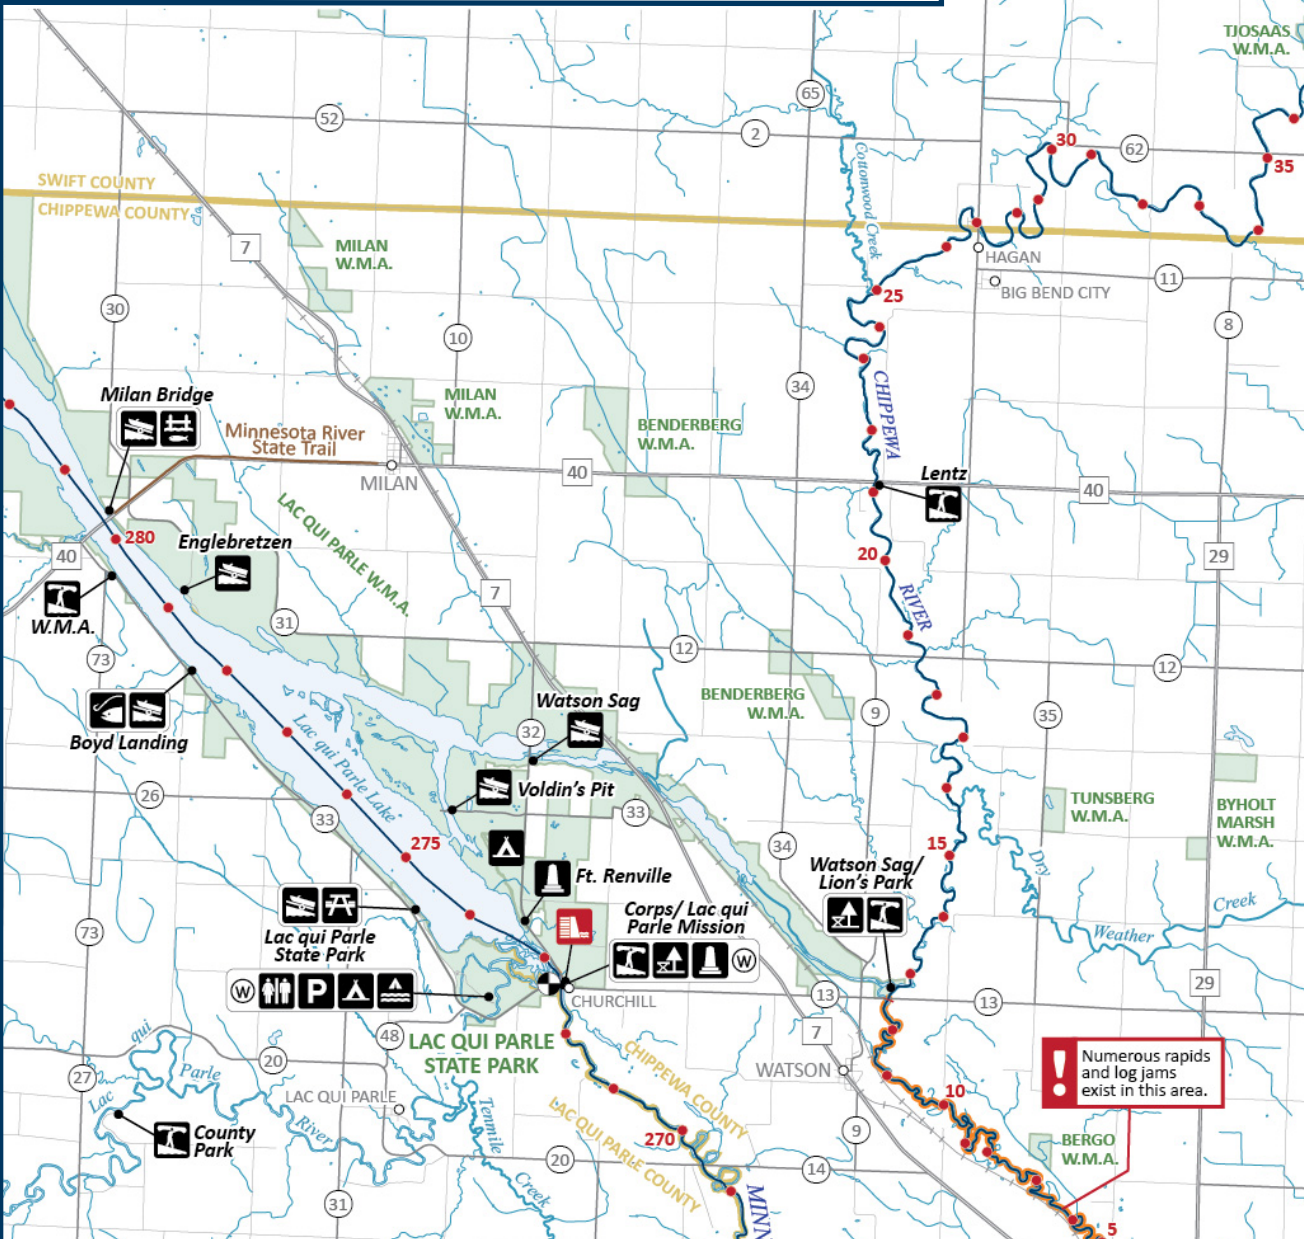 TJOSAAS
W.M.A.
65
52
2
62
30
35
Cottonwood Creek
SWIFT COUNTY
CHIPPEWA COUNTY
7
MILAN
W.M.A.
HAGAN
BIG BEND CITY
11
25
30
10
8
34
CHIPPEWA
Milan Bridge
MILAN
W.M.A.
BENDERBERG
W.M.A.
Minnesota River
State Trail
MILAN
40
Lentz
40
LAC QUI PARLE W.M.A.
280
Englebretzen
40
20
29
W.M.A.
7
RIVER
31
12
12
73
BENDERBERG
W.M.A.
Watson Sag
9
35
32
Boyd Landing
Lac qui Parle Lake
Voldin's Pit
26
33
33
TUNSBERG
W.M.A.
BYHOLT
MARSH
W.M.A.
275
34
15
Dry
Watson Sag/
Lion's Park
Ft. Renville
Corps/ Lac qui
Parle Mission
W
Creek
Weather
73
Lac qui Parle
State Park
W
P
CHURCHILL
13
13
29
7
48
LAC QUI PARLE
STATE PARK
CHIPPEWA COUNTY
WATSON
!
Numerous rapids
and log jams
exist in this area.
qui
Parle
20
27
Lac
LAC QUI PARLE
River
Tenmile
Creek
LAC QUI PARLE COUNTY
10
County
Park
270
9
BERGO
W.M.A.
20
14
31
MINN
5